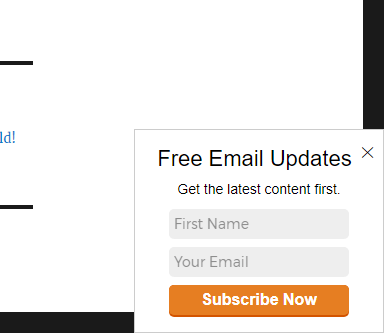 ld!
Free Email Updates
Get the latest content first.
First Name
Your Email
Subscribe Now